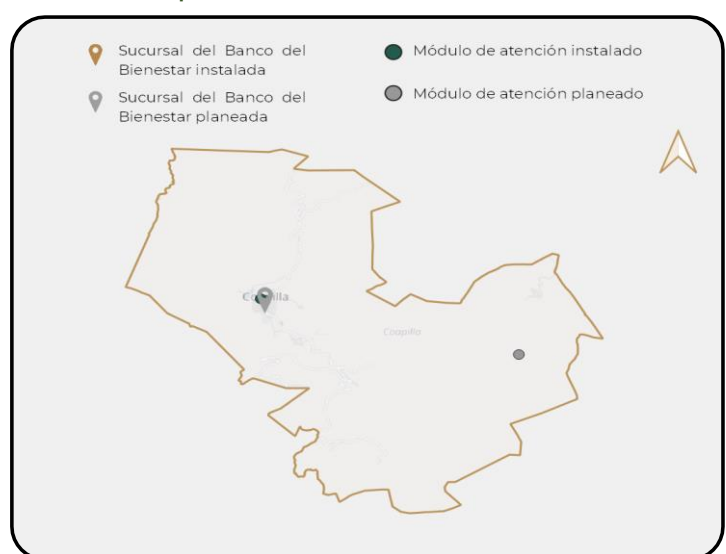 Sucursal del Banco del
Bienestar instalada
Sucursal del Banco del
Bienestar planeada
Módulo de atención instalado
Módulo de atención planeado
Coapilla